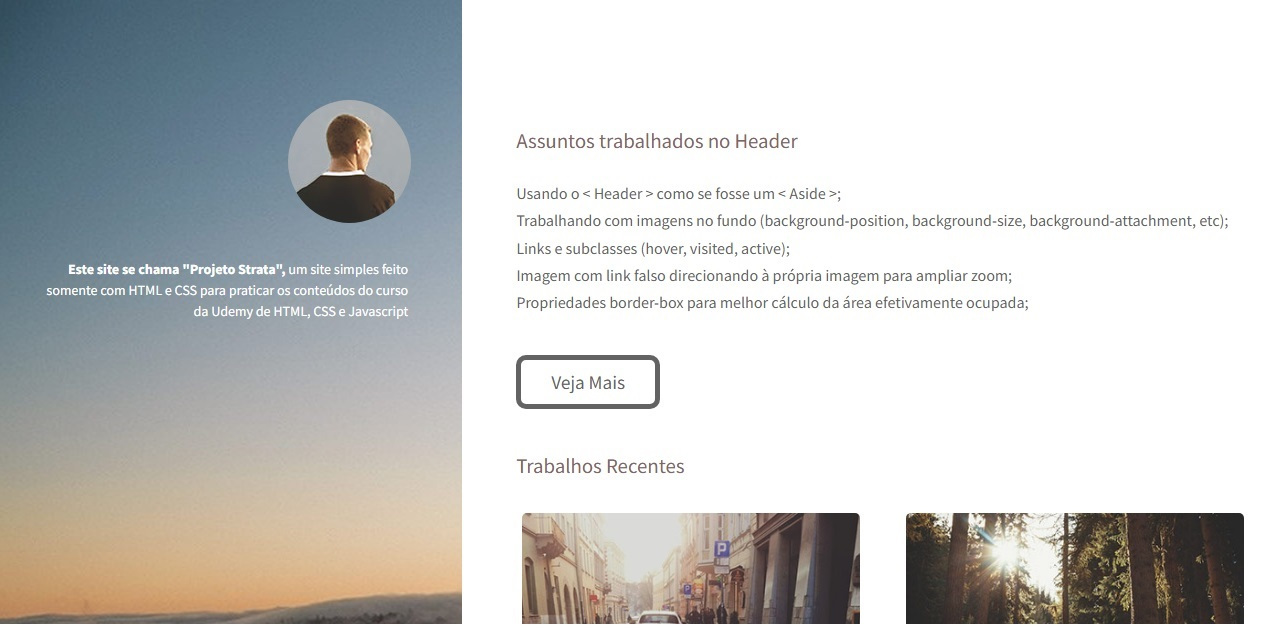 Este site se chama "Projeto Strata", um site simples feito
somente com HTML e CSS para praticar os conteúdos do curso
da Udemy de HTML, CSS e Javascript
Assuntos trabalhados no Header
Usando o < Header > como se fosse um < Aside >;
Trabalhando com imagens no fundo (background-position, background-size, background-attachment, etc);
Links e subclasses (hover, visited, active);
Imagem com link falso direcionando à própria imagem para ampliar zoom;
Propriedades border-box para melhor cálculo da área efetivamente ocupada;
Veja Mais
Trabalhos Recentes
P